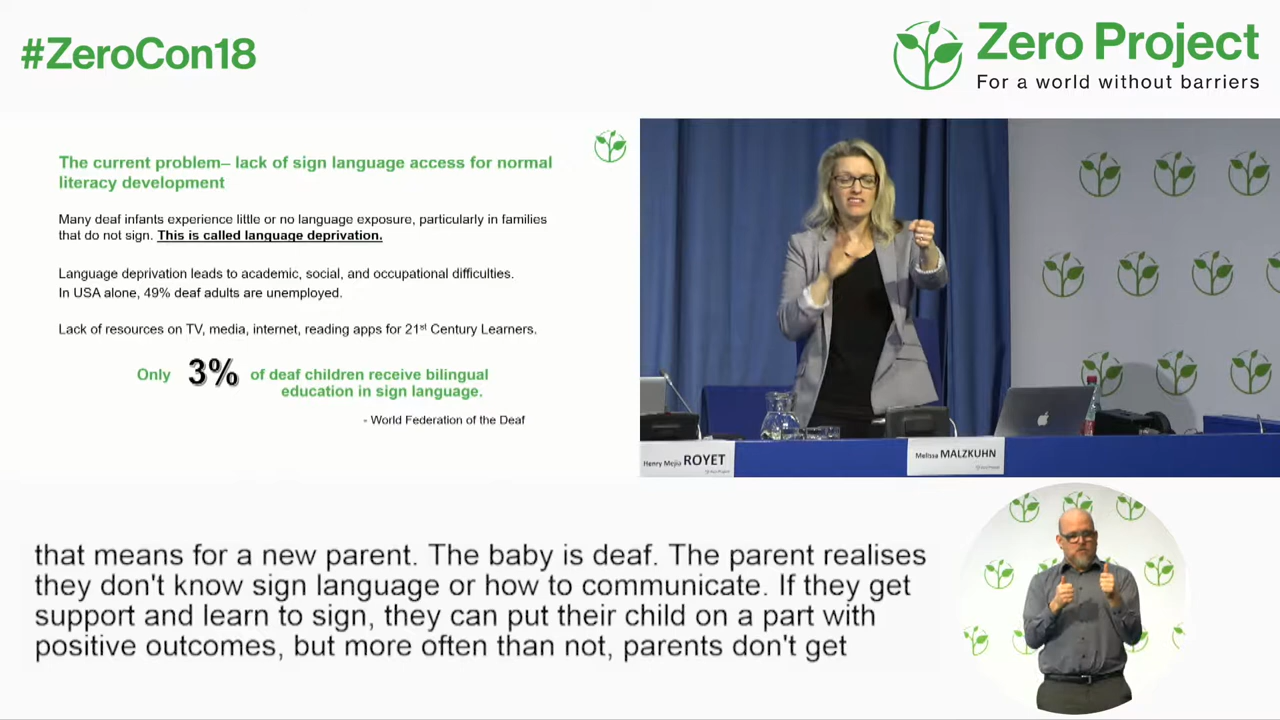 #ZeroCon18
Zero Project
For a world without barriers
The current problem– lack of sign language access for normal
literacy development
Many deaf infants experience little or no language exposure, particularly in families
that do not sign. This is called language deprivation.
Language deprivation leads to academic, social, and occupational difficulties.
In USA alone, 49% deaf adults are unemployed.
Lack of resources on TV, media, internet, reading apps for 21st Century Learners.
Only 3% of deaf children receive bilingual
education in sign language.
- World Federation of the Deaf
Henry Mejia ROYET
Melissa MALZKUHN
that means for a new parent. The baby is deaf. The parent realises
they don't know sign language or how to communicate. If they get
support and learn to sign, they can put their child on a part with
positive outcomes, but more often than not, parents don't get